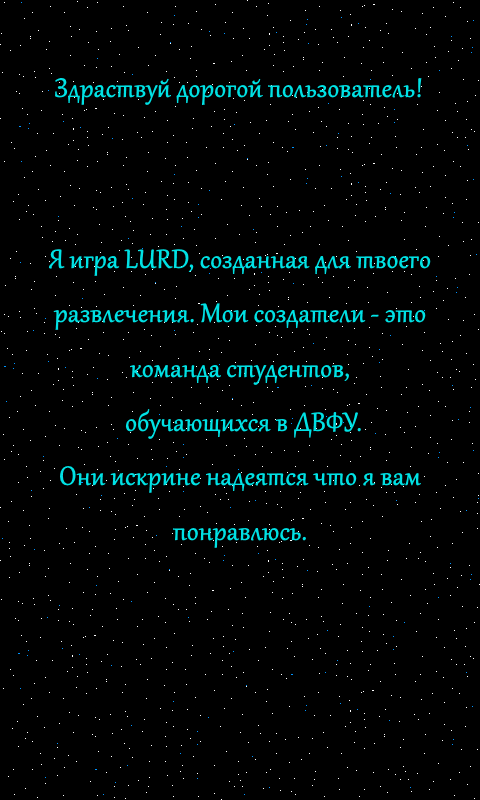 Здраствуй дорогой пользователь!
Я игра LURD, созданная для твоего
развлечения. Мои создатели - это
команда студентов,
обучающихся в ДВФУ.
Они искрине надеятся что я вам
понравлюсь.